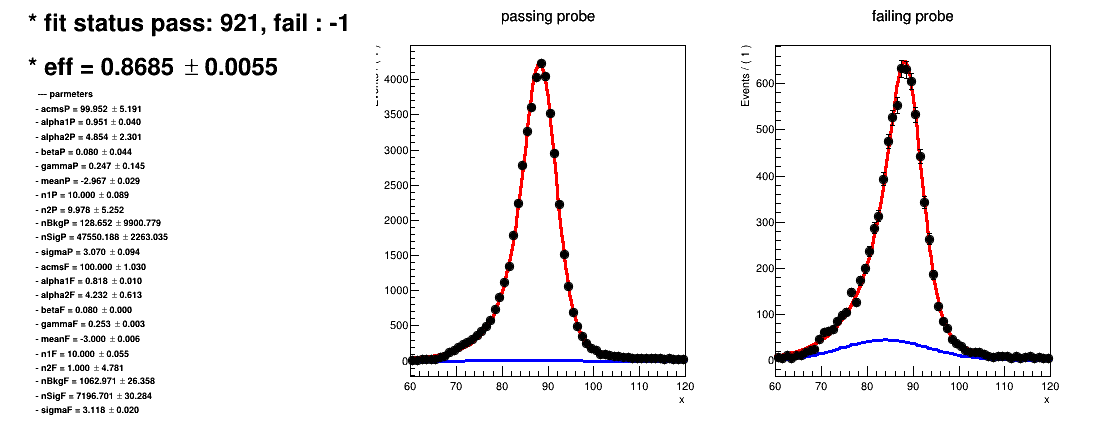 * fit status pass: 921, fail : -1
* eff = 0.8685 ± 0.0055
--- parmeters
- acmsP = 99.952 ± 5.191
- alpha1P = 0.951 ± 0.040
- alpha2P = 4.854 ± 2.301
- betaP = 0.080 ± 0.044
- gammaP = 0.247 ± 0.145
- meanP = -2.967 ± 0.029
- n1P = 10.000 ± 0.089
- n2P = 9.978 ± 5.252
- nBkgP = 128.652 ± 9900.779
- nSigP = 47550.188 ± 2263.035
- sigmaP = 3.070 ± 0.094
- acmsF = 100.000 ± 1.030
- alpha1F = 0.818 ± 0.010
- alpha2F = 4.232 ± 0.613
- betaF = 0.080 ± 0.000
- gammaF = 0.253 ± 0.003
- meanF = -3.000 ± 0.006
- n1F = 10.000 ± 0.055
- n2F = 1.000 ± 4.781
- nBkgF = 1062.971 ± 26.358
- nSigF = 7196.701 ± 30.284
- sigmaF = 3.118 ± 0.020
passing probe
4000
3500
3000
2500
2000
1500
1000
500
0
60 70 80 90 100 110 120
x
failing probe
Events / ( 1 )
600
500
400
300
200
100
0
60 70 80 90 100 110 120
x